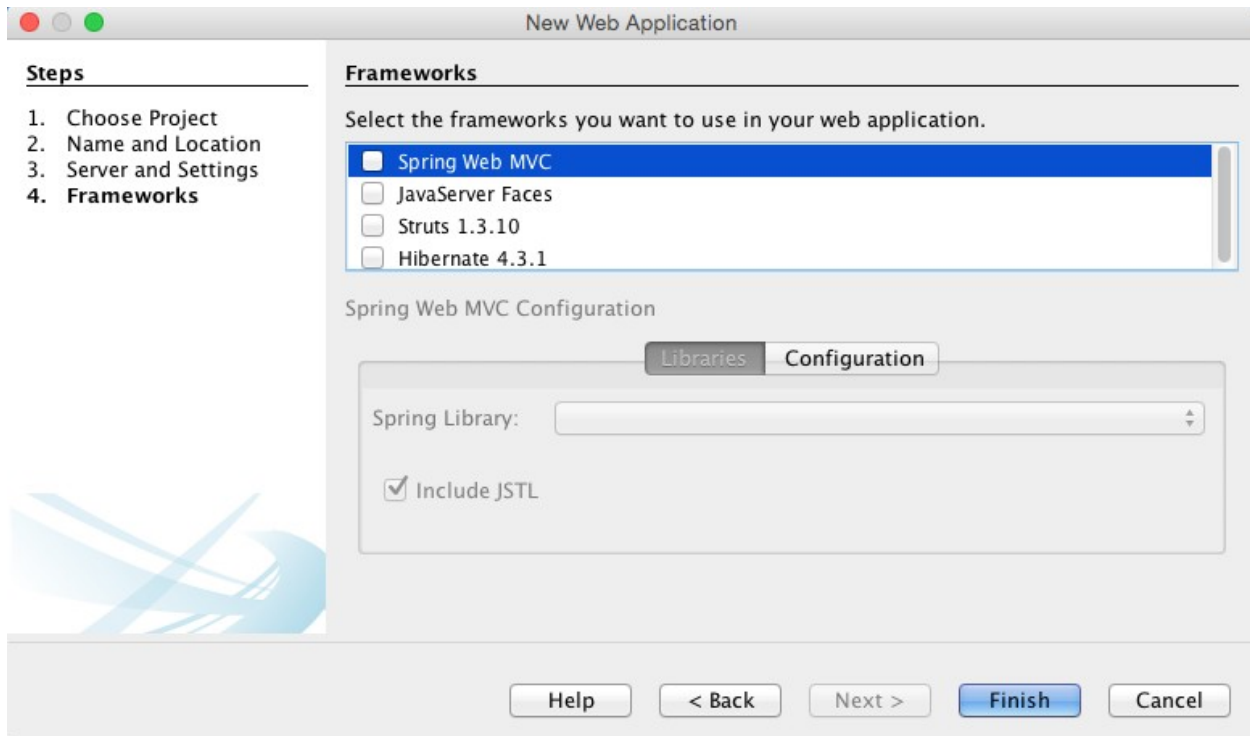 New Web Application
Steps
1. Choose Project
2. Name and Location
3. Server and Settings
4. Frameworks
Frameworks
Select the frameworks you want to use in your web application.
Spring Web MVC
JavaServer Faces
Struts 1.3.10
Hibernate 4.3.1
Spring Web MVC Configuration
Libraries Configuration
Spring Library:
Include JSTL
Help < Back Next > Finish Cancel